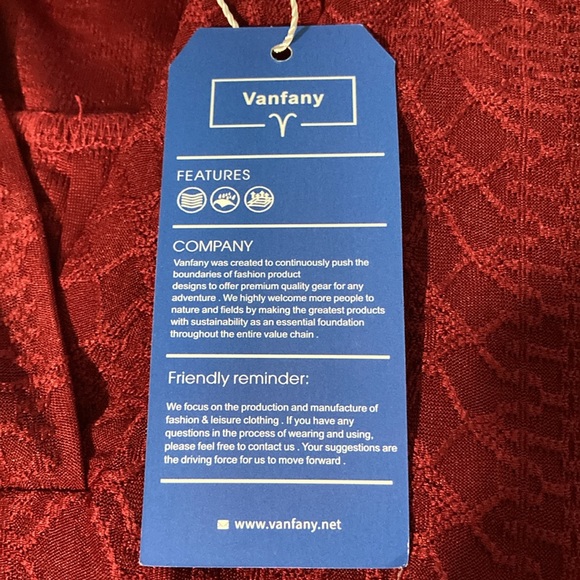 Vanfany
FEATURES
COMPANY
Vanfany was created to continuously push the
boundaries of fashion product
designs to offer premium quality gear for any
adventure . We highly welcome more people to
nature and fields by making the greatest products
with sustainability as an essential foundation
throughout the entire value chain .
Friendly reminder:
We focus on the production and manufacture of
fashion & leisure clothing . If you have any
questions in the process of wearing and using,
please feel free to contact us . Your suggestions are
the driving force for us to move forward .
www.vanfany.net